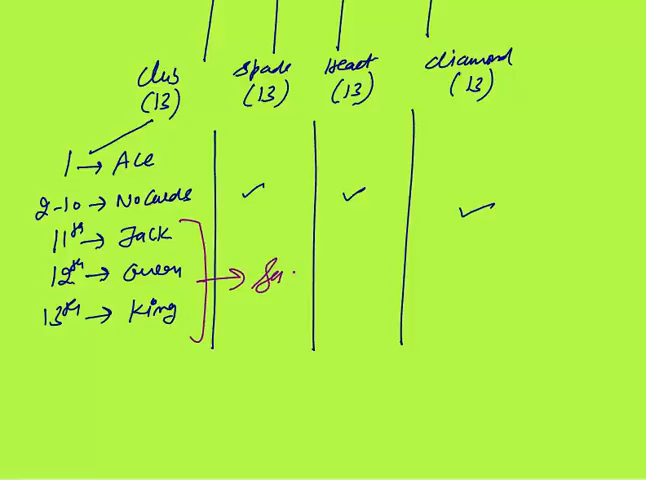 Club Spade Heart diamond
(13) (13) (13) (13)
1 → Ace
2-10 → No Cards ✓ ✓ ✓
11th → Jack
12th → Queen →
13th → King